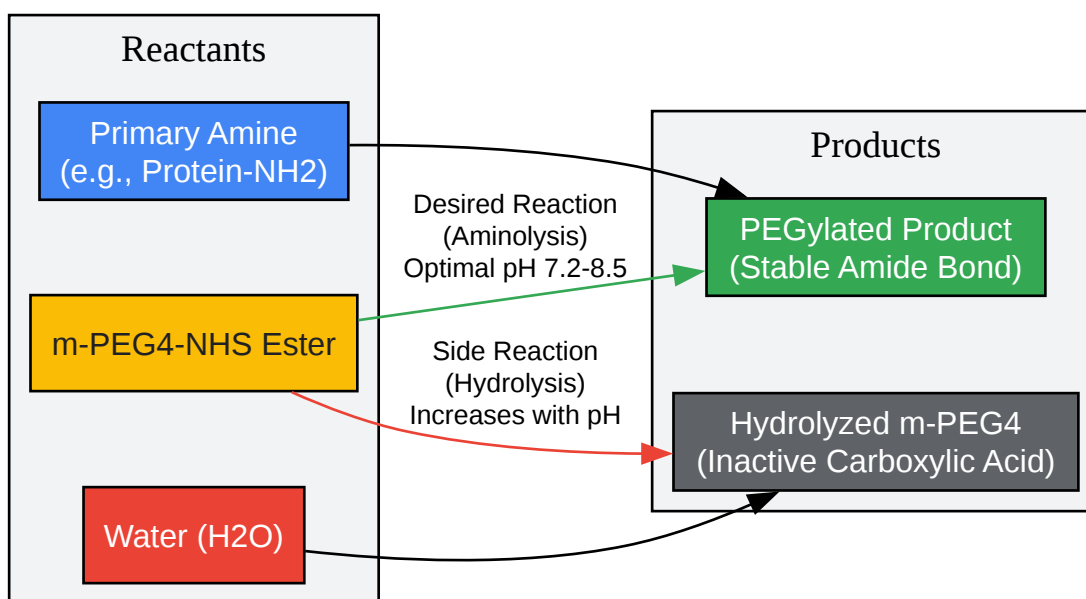 Reactants
Primary Amine
(e.g., Protein-NH2)
m-PEG4-NHS Ester
Water (H2O)
Desired Reaction
(Aminolysis)
Optimal pH 7.2-8.5
Side Reaction
(Hydrolysis)
Increases with pH
Products
PEGylated Product
(Stable Amide Bond)
Hydrolyzed m-PEG4
(Inactive Carboxylic Acid)